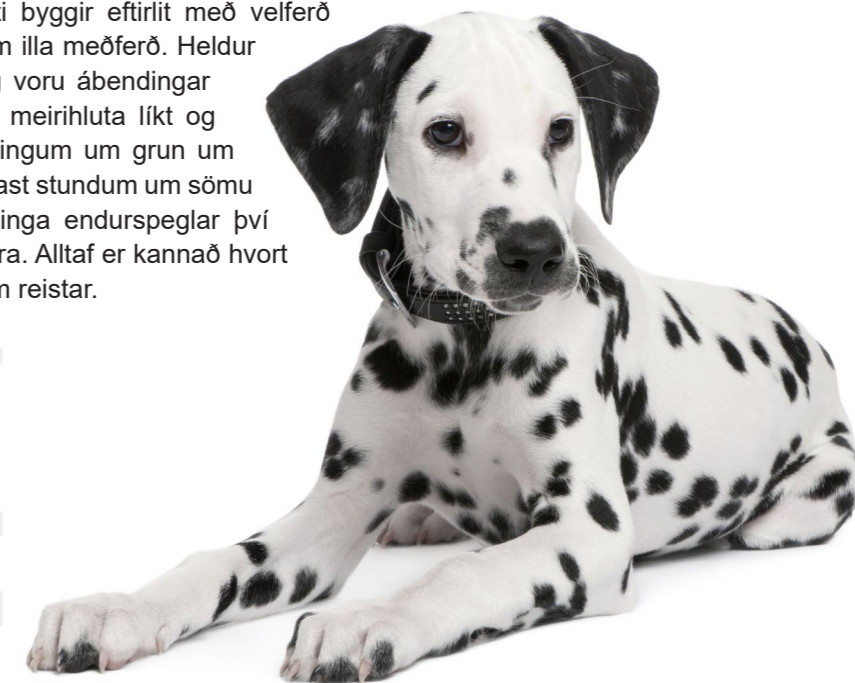 byggir eftirlit með velferð
illa meðferð. Heldur
voru ábendingar
meirihluta líkt og
ingum um grun um
ast stundum um sömu
inga endurspeglar því
ra. Alltaf er kannað hvort
reistar.